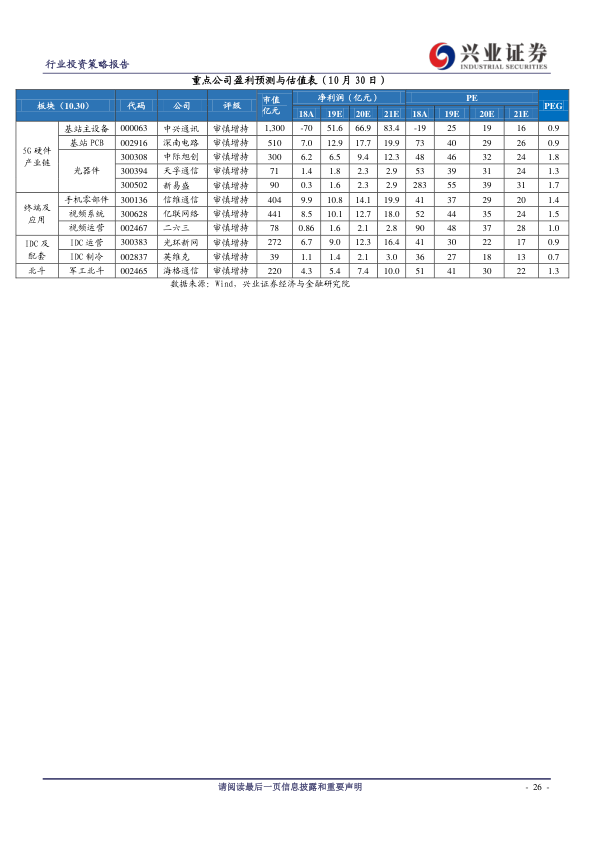 行业投资策略报告
兴业证券
INDUSTRIAL SECURITIES
重点公司盈利预测与估值表（10 月 30 日）
板块（10.30） 代码 公司 评级 市值亿元 净利润（亿元） PE PEG
18A 19E 20E 21E 18A 19E 20E 21E
5G 硬件产业链 基站主设备 000063 中兴通讯 审慎增持 1,300 -70 51.6 66.9 83.4 -19 25 19 16 0.9
基站 PCB 002916 深南电路 审慎增持 510 7.0 12.9 17.7 19.9 73 40 29 26 0.9
光器件 300308 中际旭创 审慎增持 300 6.2 6.5 9.4 12.3 48 46 32 24 1.8
300394 天孚通信 审慎增持 71 1.4 1.8 2.3 2.9 53 39 31 24 1.3
300502 新易盛 审慎增持 90 0.3 1.6 2.3 2.9 283 55 39 31 1.7
终端及应用 手机零部件 300136 信维通信 审慎增持 404 9.9 10.8 14.1 19.9 41 37 29 20 1.4
视频系统 300628 亿联网络 审慎增持 441 8.5 10.1 12.7 18.0 52 44 35 24 1.5
视频运营 002467 二六三 审慎增持 78 0.86 1.6 2.1 2.8 90 48 37 28 1.0
IDC 及配套 IDC 运营 300383 光环新网 审慎增持 272 6.7 9.0 12.3 16.4 41 30 22 17 0.9
IDC 制冷 002837 英维克 审慎增持 39 1.1 1.4 2.1 3.0 36 27 18 13 0.7
北斗 军工北斗 002465 海格通信 审慎增持 220 4.3 5.4 7.4 10.0 51 41 30 22 1.3
数据来源：Wind，兴业证券经济与金融研究院
请阅读最后一页信息披露和重要声明
- 26 -